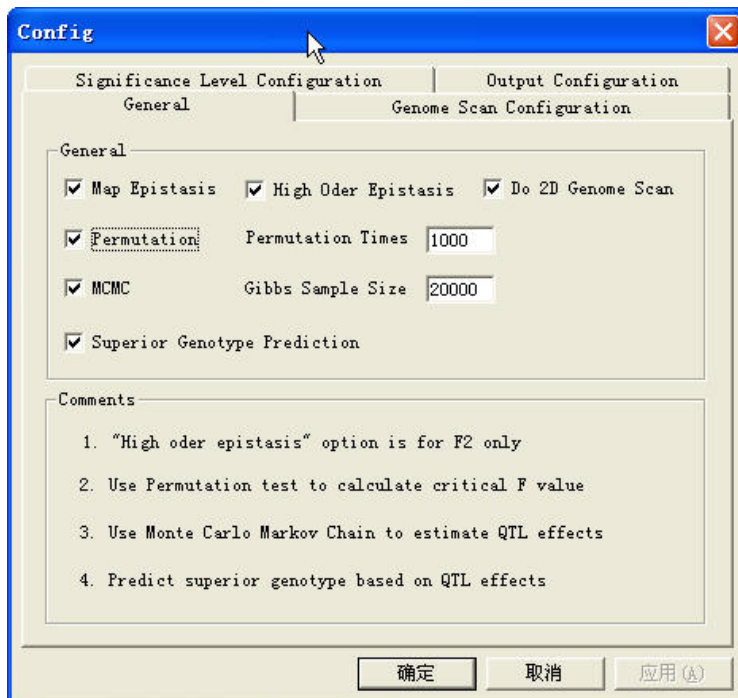 Config
Significance Level Configuration
Output Configuration
General
Genome Scan Configuration
General
Map Epistasis
High Oder Epistasis
Do 2D Genome Scan
Permutation
Permutation Times
1000
MCMC
Gibbs Sample Size
20000
Superior Genotype Prediction
Comments
1. "High oder epistasis" option is for F2 only
2. Use Permutation test to calculate critical F value
3. Use Monte Carlo Markov Chain to estimate QTL effects
4. Predict superior genotype based on QTL effects
确定
取消
应用(A)